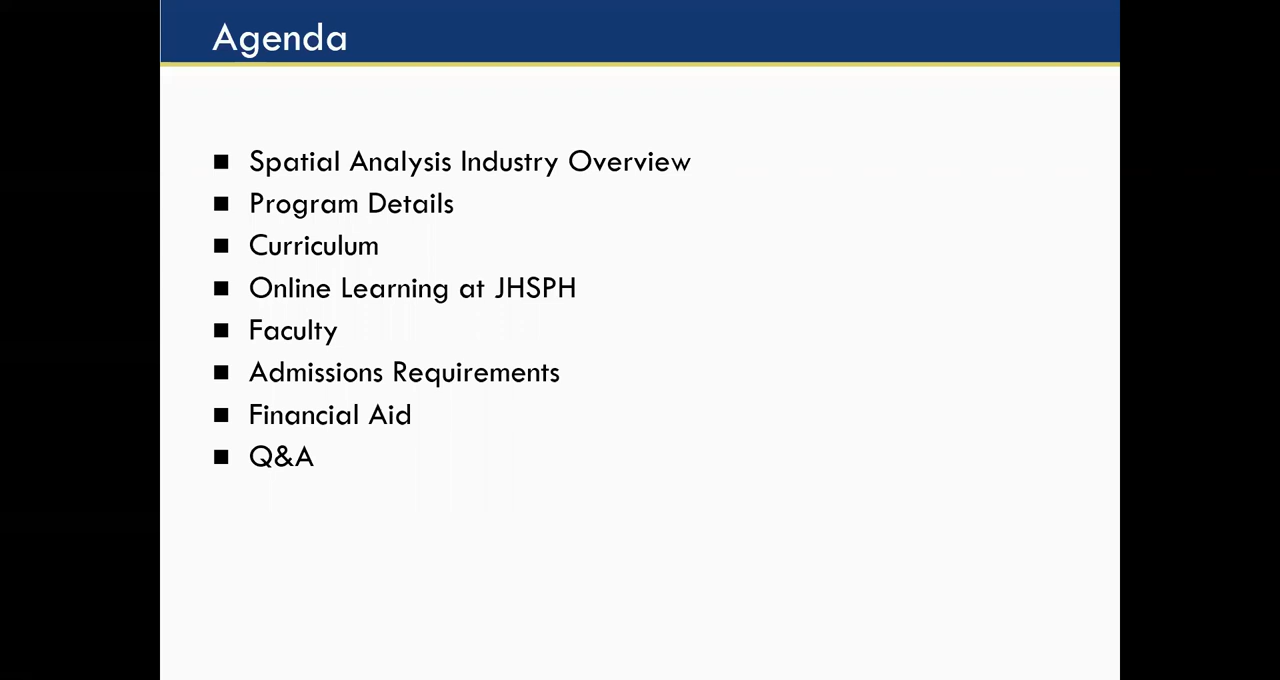 Agenda
■ Spatial Analysis Industry Overview
■ Program Details
■ Curriculum
■ Online Learning at JHSPH
■ Faculty
■ Admissions Requirements
■ Financial Aid
■ Q&A